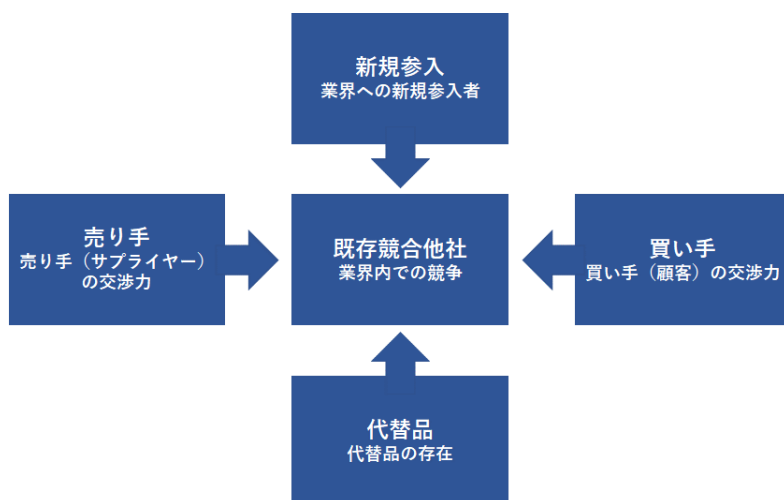 新規参入
業界への新規参入者
売り手
売り手（サプライヤー）
の交渉力
既存競合他社
業界内での競争
買い手
買い手（顧客）の交渉力
代替品
代替品の存在